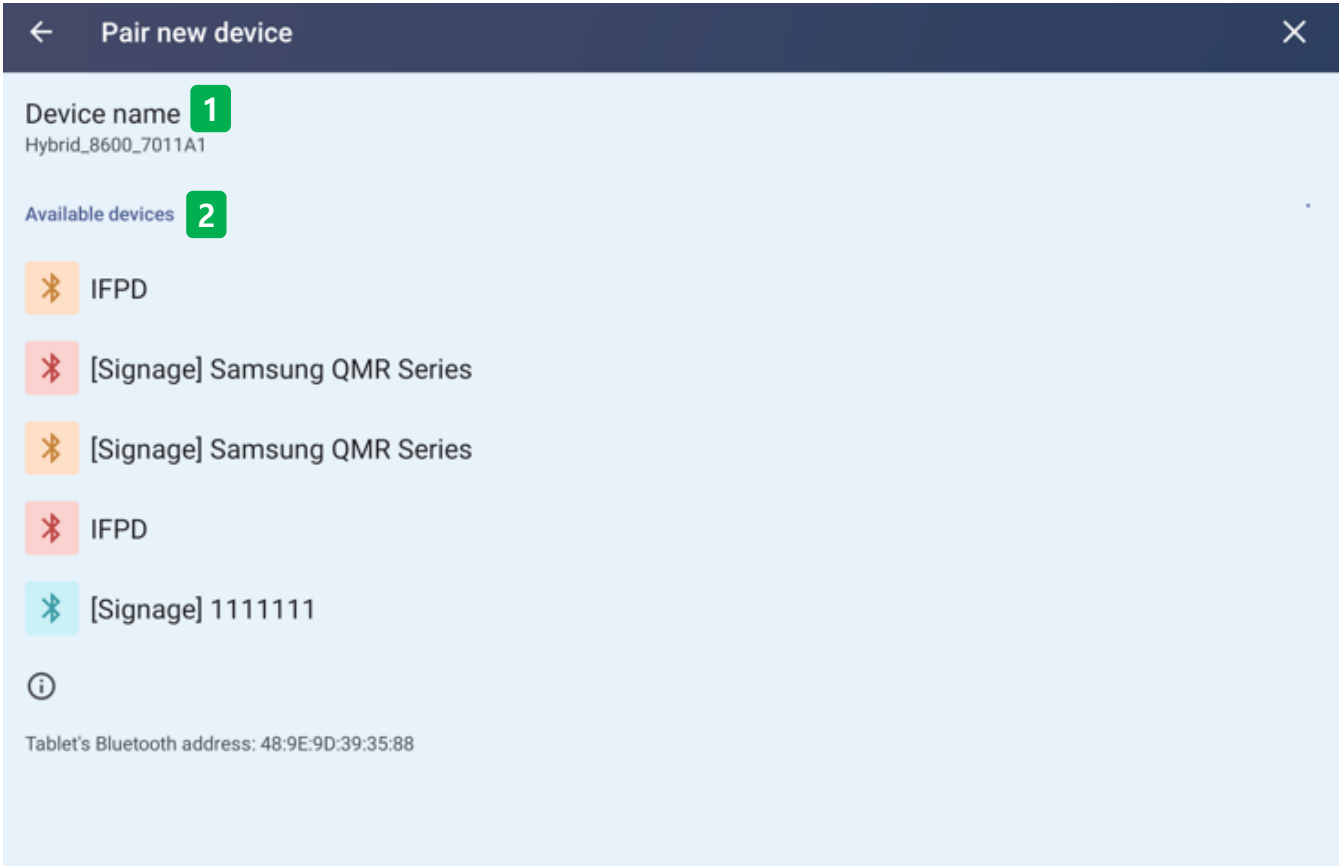 Pair new device
Device name 1
Hybrid_8600_7011A1
Available devices 2
IFPD
[Signage] Samsung QMR Series
[Signage] Samsung QMR Series
IFPD
[Signage] 1111111
Tablet's Bluetooth address: 48:9E:9D:39:35:88